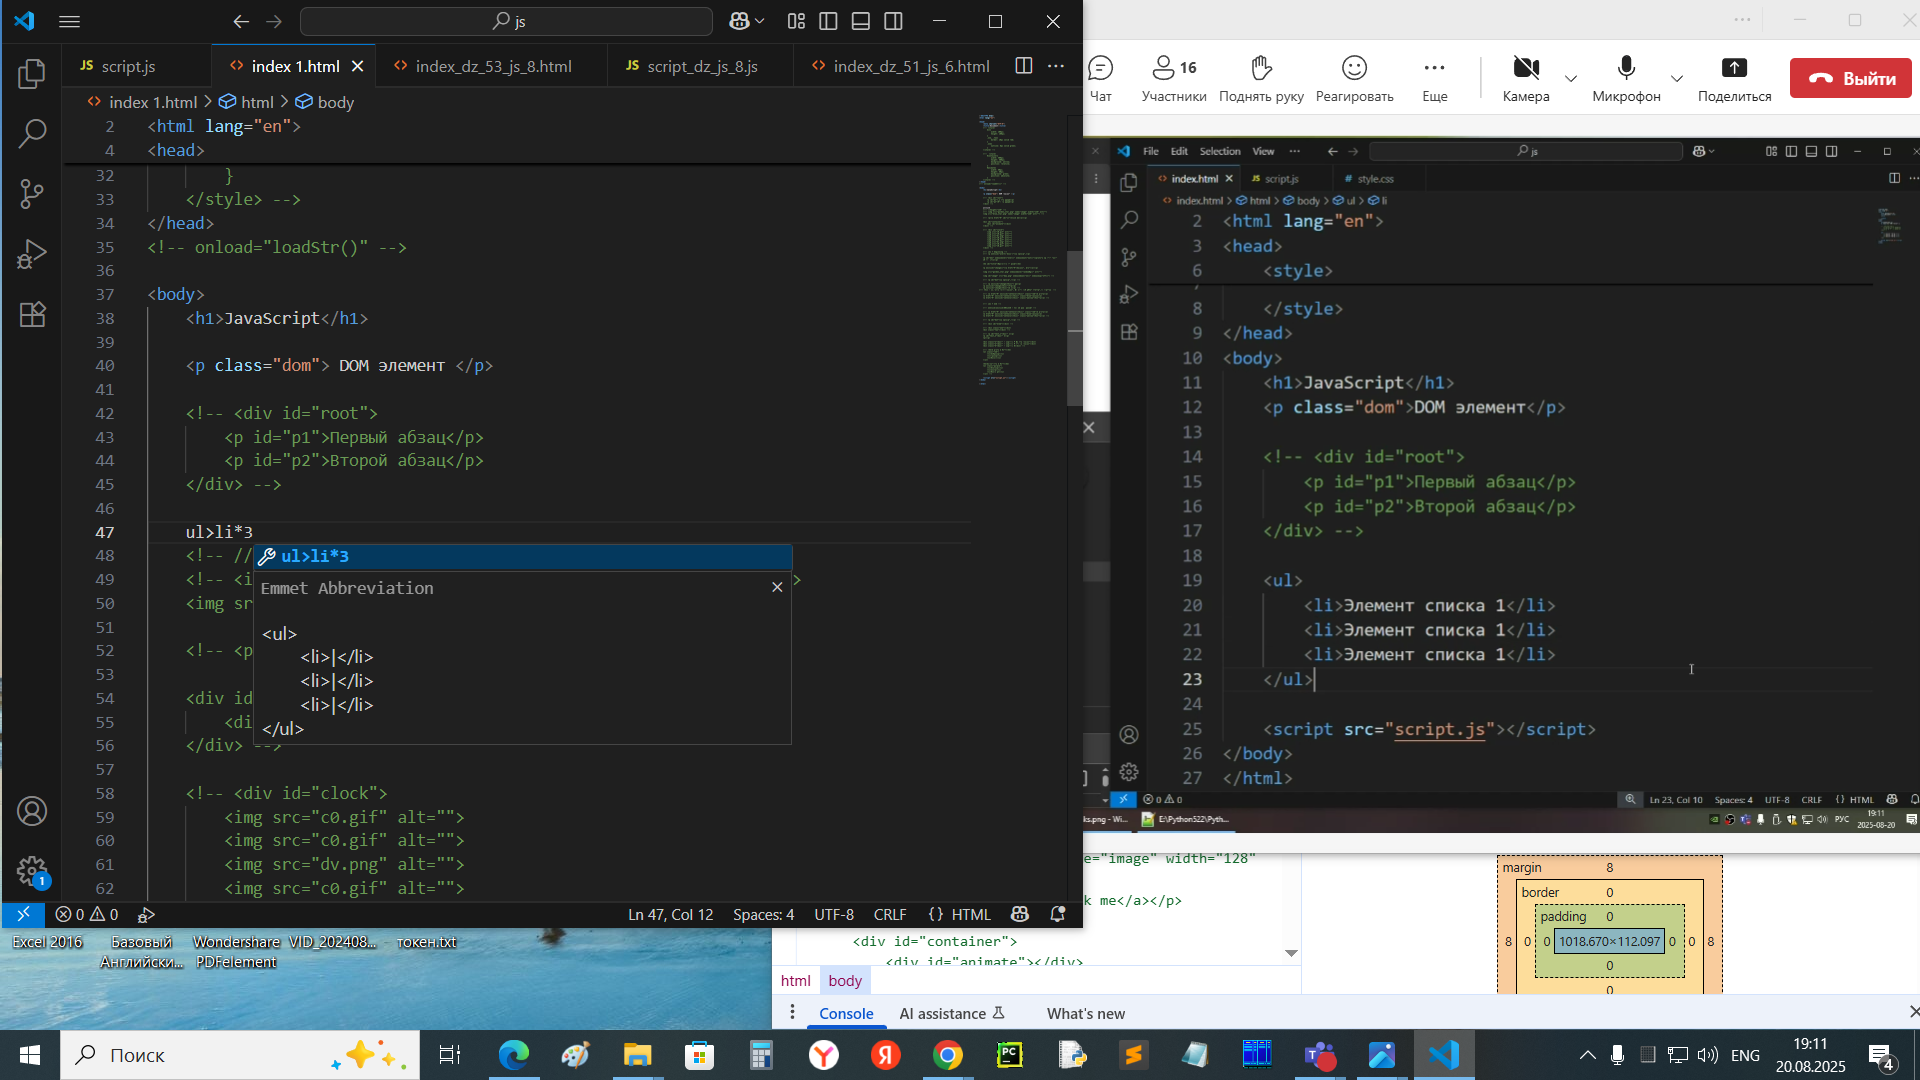 js
script.js
index 1.html
index_dz_53_js_8.html
script_dz_js_8.js
index_dz_51_js_6.html
index 1.html > html > body
2 <html lang="en">
4 <head>
32 }
33 </style> -->
34 </head>
35 <!-- onload="loadStr()" -->
36
37 <body>
38 <h1>JavaScript</h1>
39
40 <p class="dom"> DOM элемент </p>
41
42 <!-- <div id="root">
43 <p id="p1">Первый абзац</p>
44 <p id="p2">Второй абзац</p>
45 </div> -->
46
47 ul>li*3
48 <!-- //
49 <!-- <i >
50 <img sr
51
52 <!-- <p
53
54 <div id
55 <di
56 </div> -->
57
58 <!-- <div id="clock">
59 <img src="c0.gif" alt="">
60 <img src="c0.gif" alt="">
61 <img src="dv.png" alt="">
62 <img src="c0.gif" alt="">
ul>li*3
Emmet Abbreviation
<ul>
<li>|</li>
<li>|</li>
<li>|</li>
</ul>
1
0 0
Ln 47, Col 12
Spaces: 4
UTF-8
CRLF
{} HTML
Чат
16
Участники
Поднять руку
Реагировать
Еще
Камера
Микрофон
Поделиться
Выйти
File Edit Selection View ···
js
index.html
script.js
# style.css
index.html > html > body > ul > li
2 <html lang="en">
3 <head>
6 <style>
7
8 </style>
9 </head>
10 <body>
11 <h1>JavaScript</h1>
12 <p class="dom">DOM элемент</p>
13
14 <!-- <div id="root">
15 <p id="p1">Первый абзац</p>
16 <p id="p2">Второй абзац</p>
17 </div> -->
18
19 <ul>
20 <li>Элемент списка 1</li>
21 <li>Элемент списка 1</li>
22 <li>Элемент списка 1</li>
23 </ul>
24
25 <script src="script.js"></script>
26 </body>
27 </html>
0 0
Ln 23, Col 10
Spaces: 4
UTF-8
CRLF
{} HTML
ks.png - Wi...
E:\Python522\Pyth...
РУС
19:11
2025-08-20
e="image" width="128"
k me</a></p>
<div id="container">
<div id="animate"></div>
html body
Console
AI assistance
What's new
margin 8
border 0
padding 0
8 0 0 1018.670×112.097 0 0 8
0
0
Excel 2016
Базовый Английски...
Wondershare PDFelement
VID_202408...
токен.txt
Поиск
ENG
19:11
20.08.2025
4